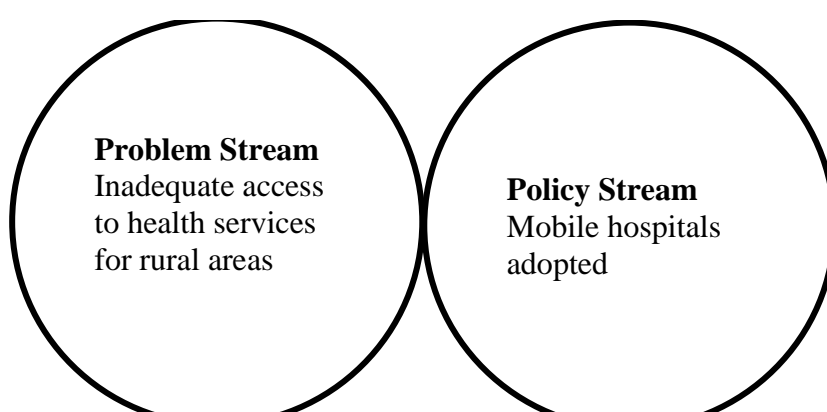 Problem Stream
Inadequate access
to health services
for rural areas
Policy Stream
Mobile hospitals
adopted